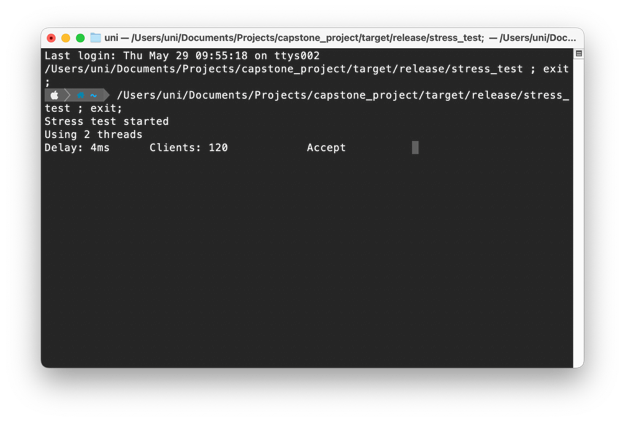 uni — /Users/uni/Documents/Projects/capstone_project/target/release/stress_test; — /Users/uni/Doc...
Last login: Thu May 29 09:55:18 on ttys002
/Users/uni/Documents/Projects/capstone_project/target/release/stress_test ; exit
;
~ /Users/uni/Documents/Projects/capstone_project/target/release/stress_
test ; exit;
Stress test started
Using 2 threads
Delay: 4ms Clients: 120 Accept